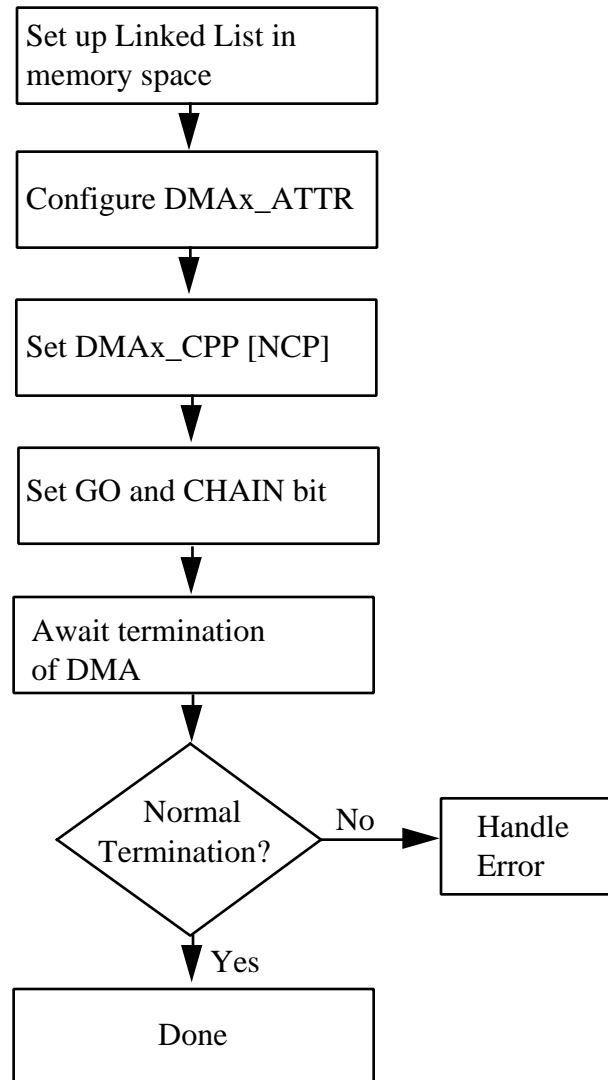 Set up Linked List in
memory space
Configure DMAx_ATTR
Set DMAx_CPP [NCP]
Set GO and CHAIN bit
Await termination
of DMA
Normal
Termination?
No
Handle
Error
Yes
Done